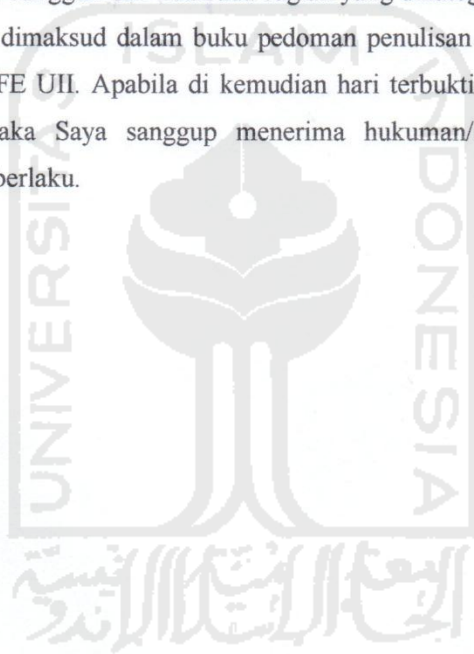 dimaksud dalam buku pedoman penulisan
FE UII. Apabila di kemudian hari terbukti
aka Saya sanggup menerima hukuman/
berlaku.
ISLAM
UNIVERSITAS
INDONESIA